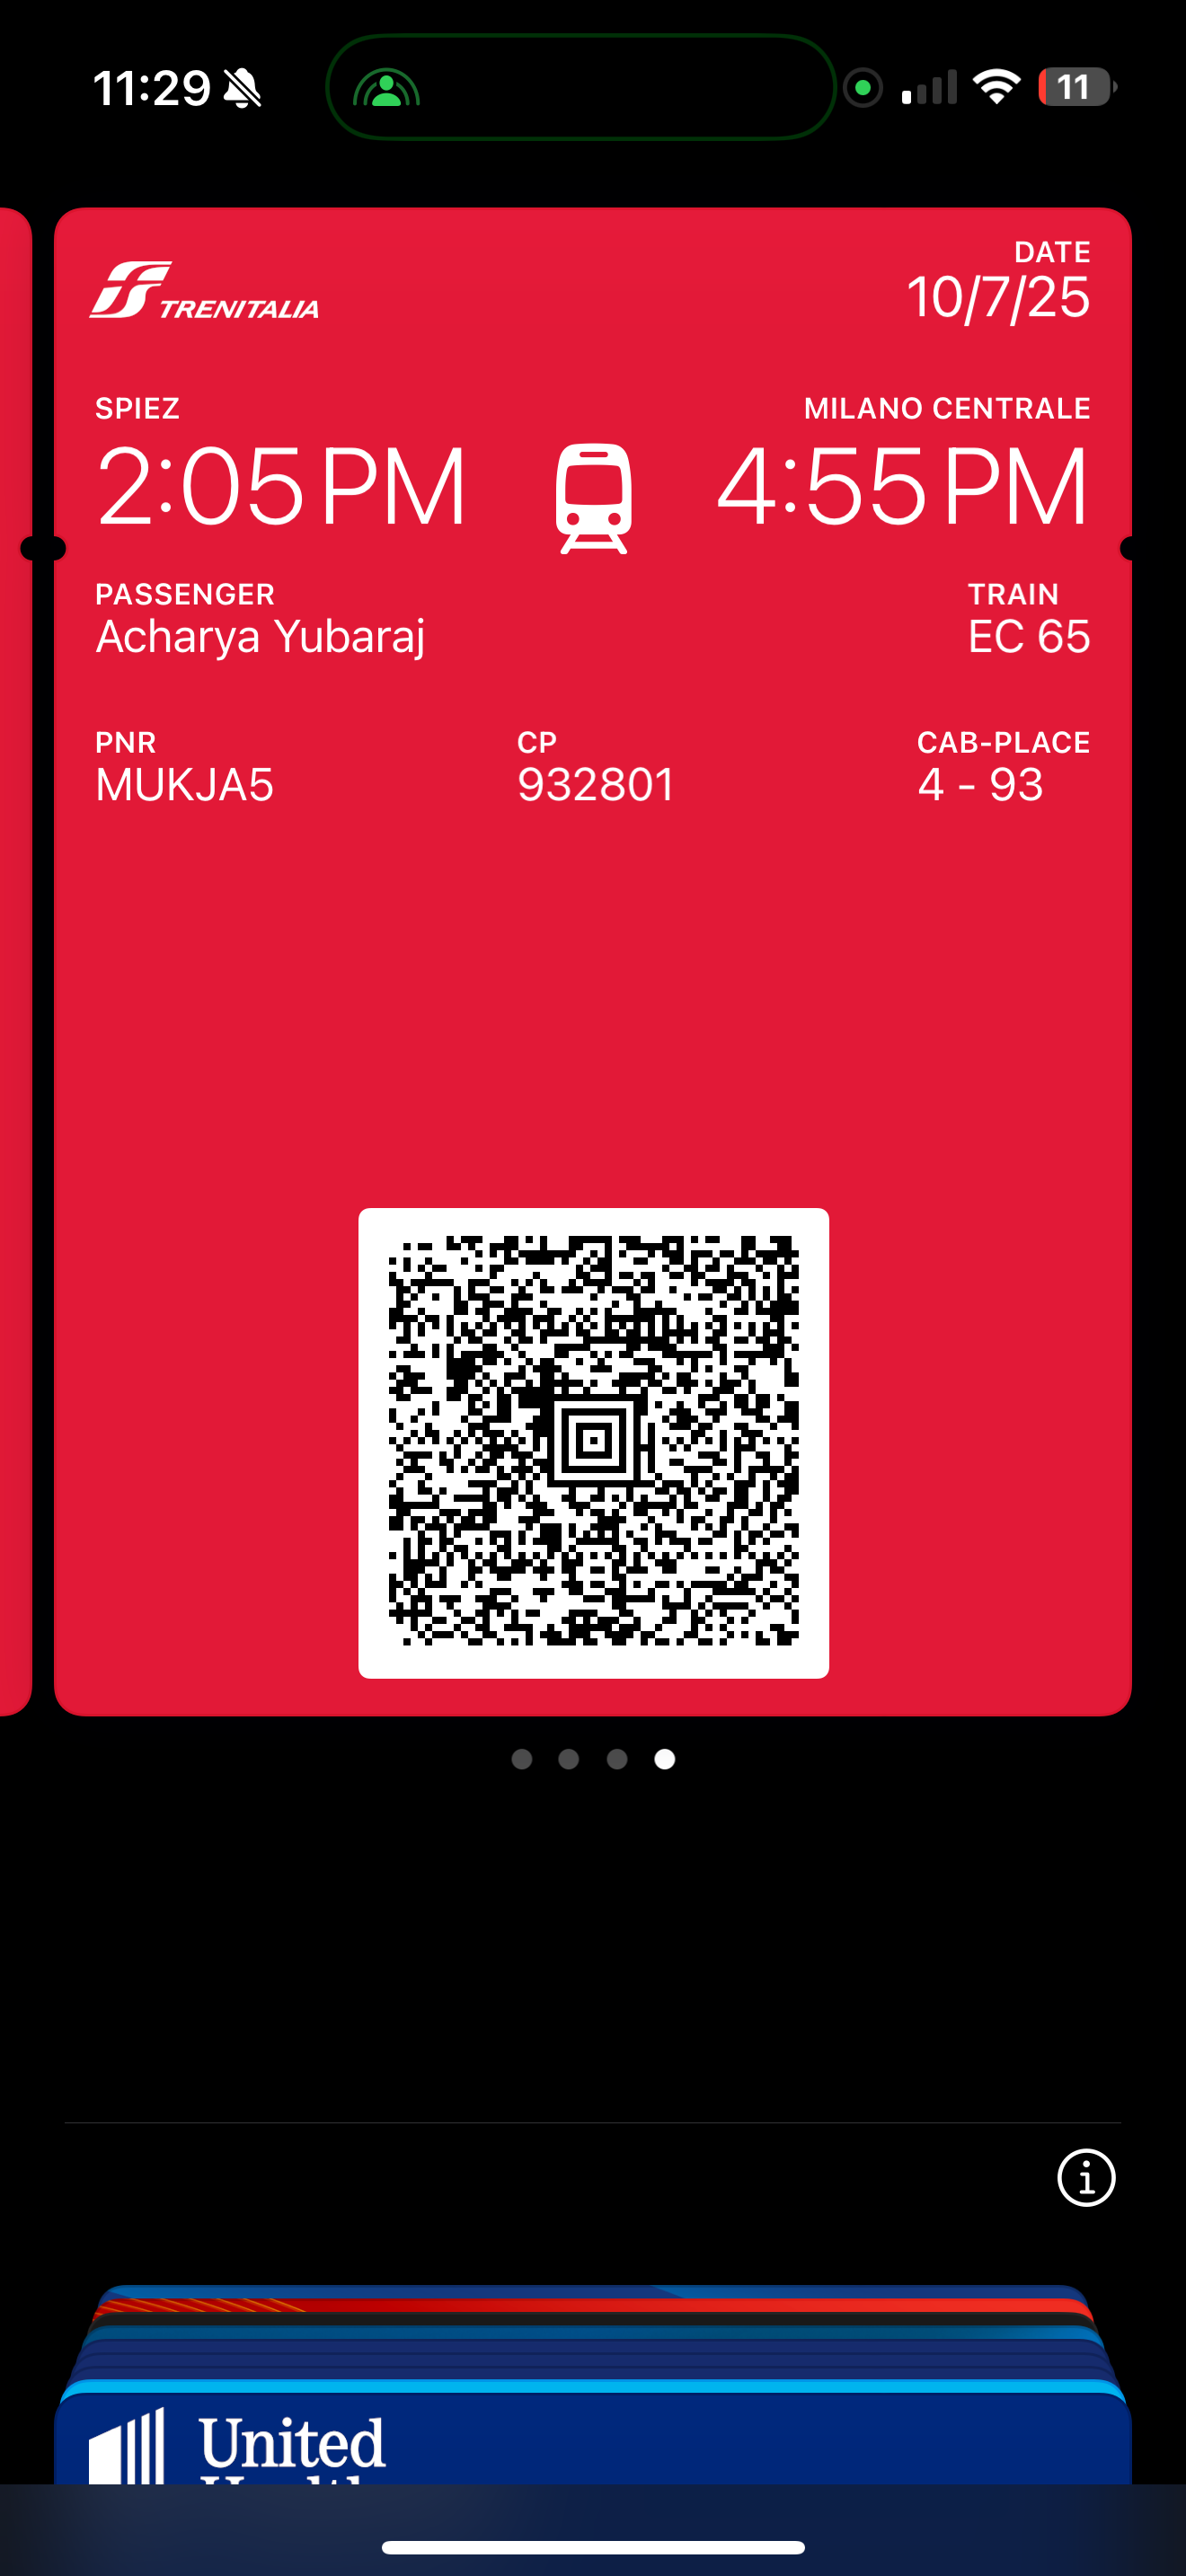 11:29
11
TRENITALIA
DATE
10/7/25
SPIEZ
MILANO CENTRALE
2:05 PM
4:55 PM
PASSENGER
TRAIN
Acharya Yubaraj
EC 65
PNR
CP
CAB-PLACE
MUKJA5
932801
4 - 93
United